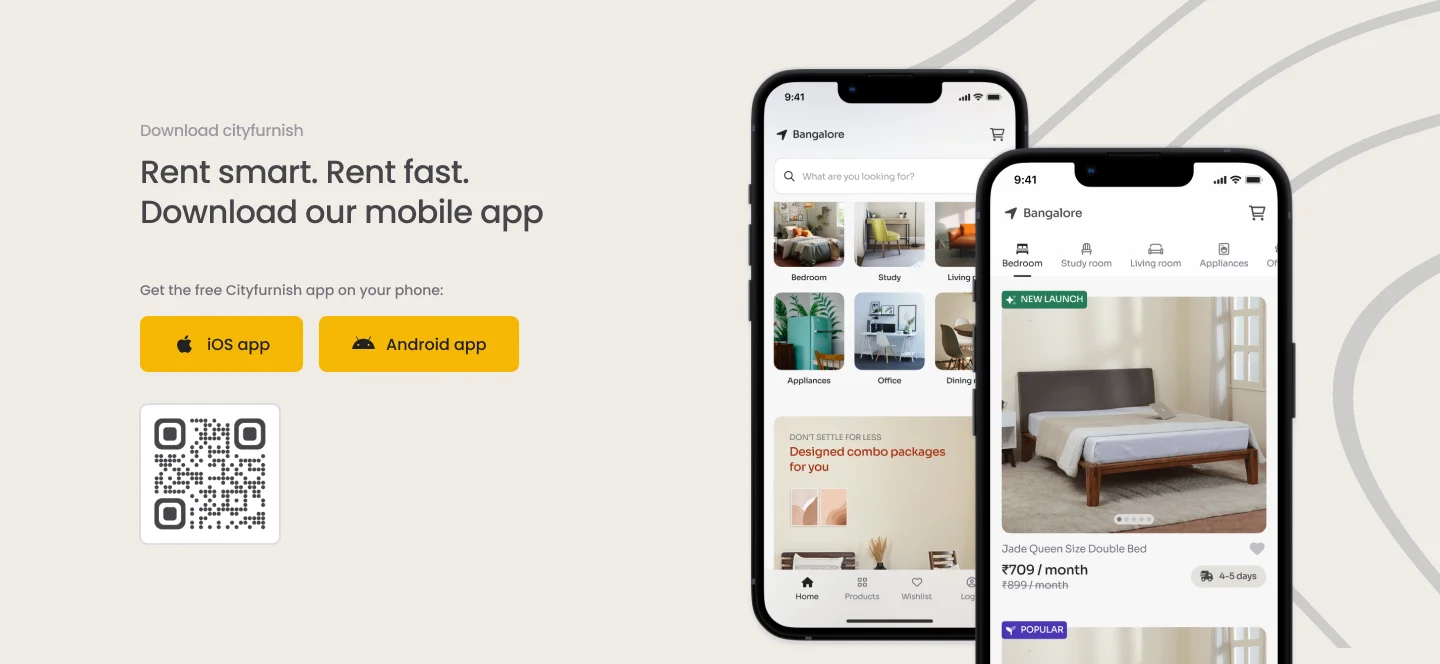 Download cityfurnish
Rent smart. Rent fast.
Download our mobile app
Get the free Cityfurnish app on your phone:
iOS app
Android app
9:41
Bangalore
What are you looking for?
Bedroom
Study
Living
Appliances
Office
Dining
DON'T SETTLE FOR LESS
Designed combo packages
for you
Home
Products
Wishlist
9:41
Bangalore
Bedroom
Study room
Living room
Appliances
NEW LAUNCH
Jade Queen Size Double Bed
₹709 / month
₹899 / month
4-5 days
POPULAR